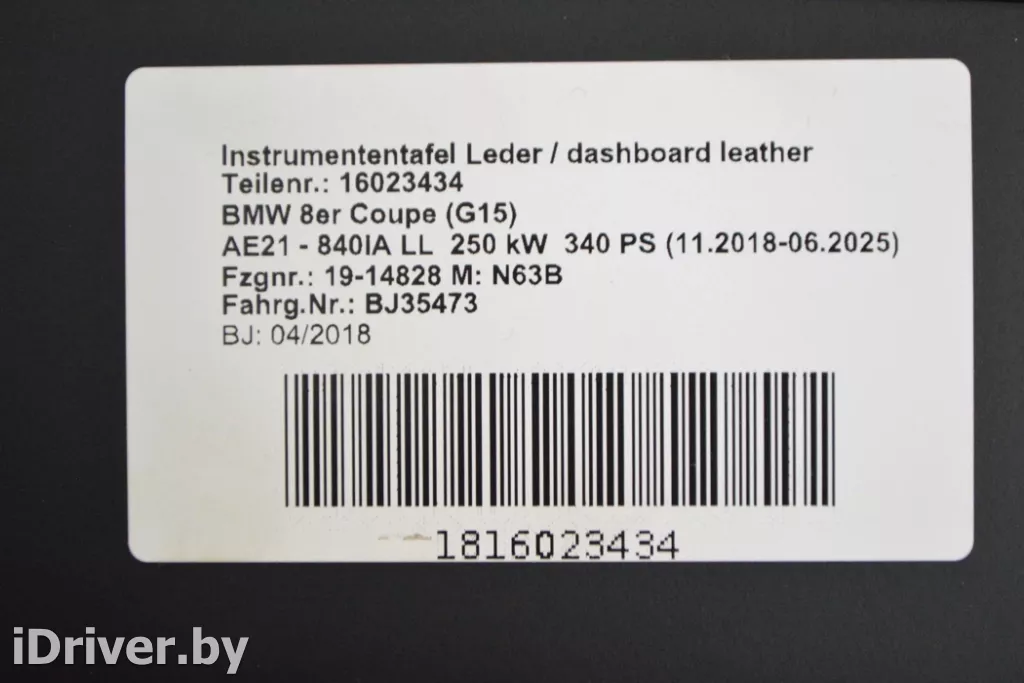 Instrumententafel Leder / dashboard leather
Teilenr.: 16023434
BMW 8er Coupe (G15)
AE21 - 840IA LL 250 kW 340 PS (11.2018-06.2025)
Fzgnr.: 19-14828 M: N63B
Fahrg.Nr.: BJ35473
BJ: 04/2018
1816023434
iDriver.by